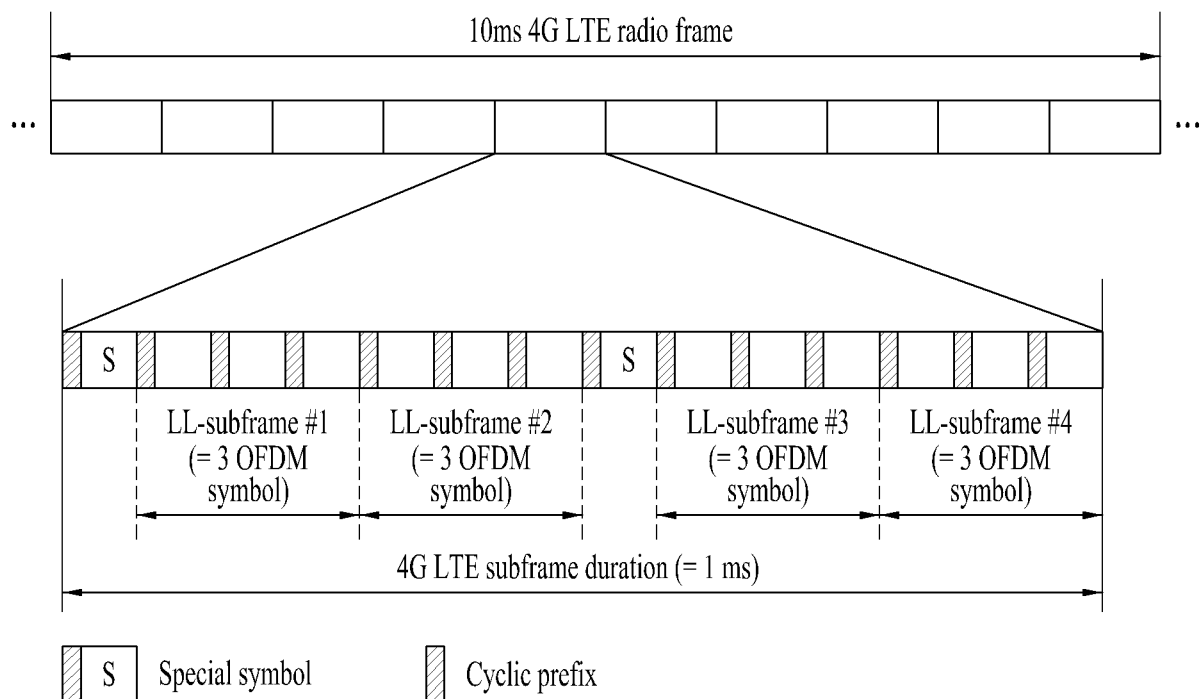 10ms 4G LTE radio frame
... ...
S S
LL-subframe #1
(= 3 OFDM
symbol)
LL-subframe #2
(= 3 OFDM
symbol)
LL-subframe #3
(= 3 OFDM
symbol)
LL-subframe #4
(= 3 OFDM
symbol)
4G LTE subframe duration (= 1 ms)
S Special symbol
Cyclic prefix